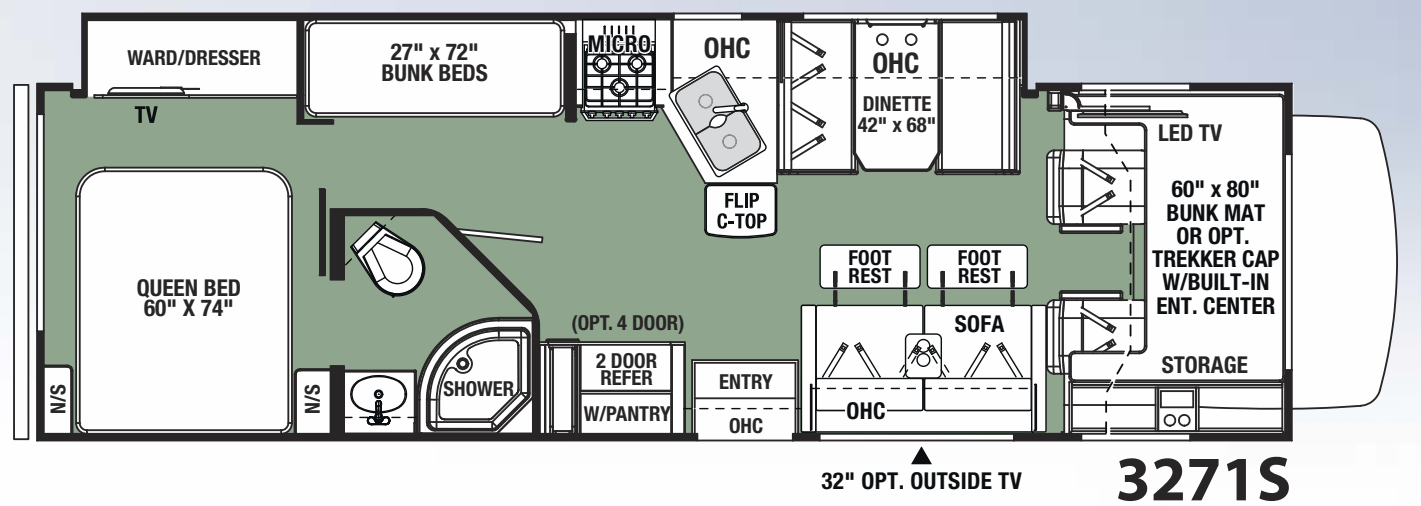 WARD/DRESSER
TV
27" x 72"
BUNK BEDS
MICRO
OHC
OHC
DINETTE
42" x 68"
FLIP
C-TOP
LED TV
60" x 80"
BUNK MAT
OR OPT.
TREKKER CAP
W/BUILT-IN
ENT. CENTER
STORAGE
QUEEN BED
60" X 74"
N/S
N/S
SHOWER
(OPT. 4 DOOR)
2 DOOR
REFER
W/PANTRY
ENTRY
OHC
FOOT
REST
FOOT
REST
SOFA
OHC
32" OPT. OUTSIDE TV
3271S